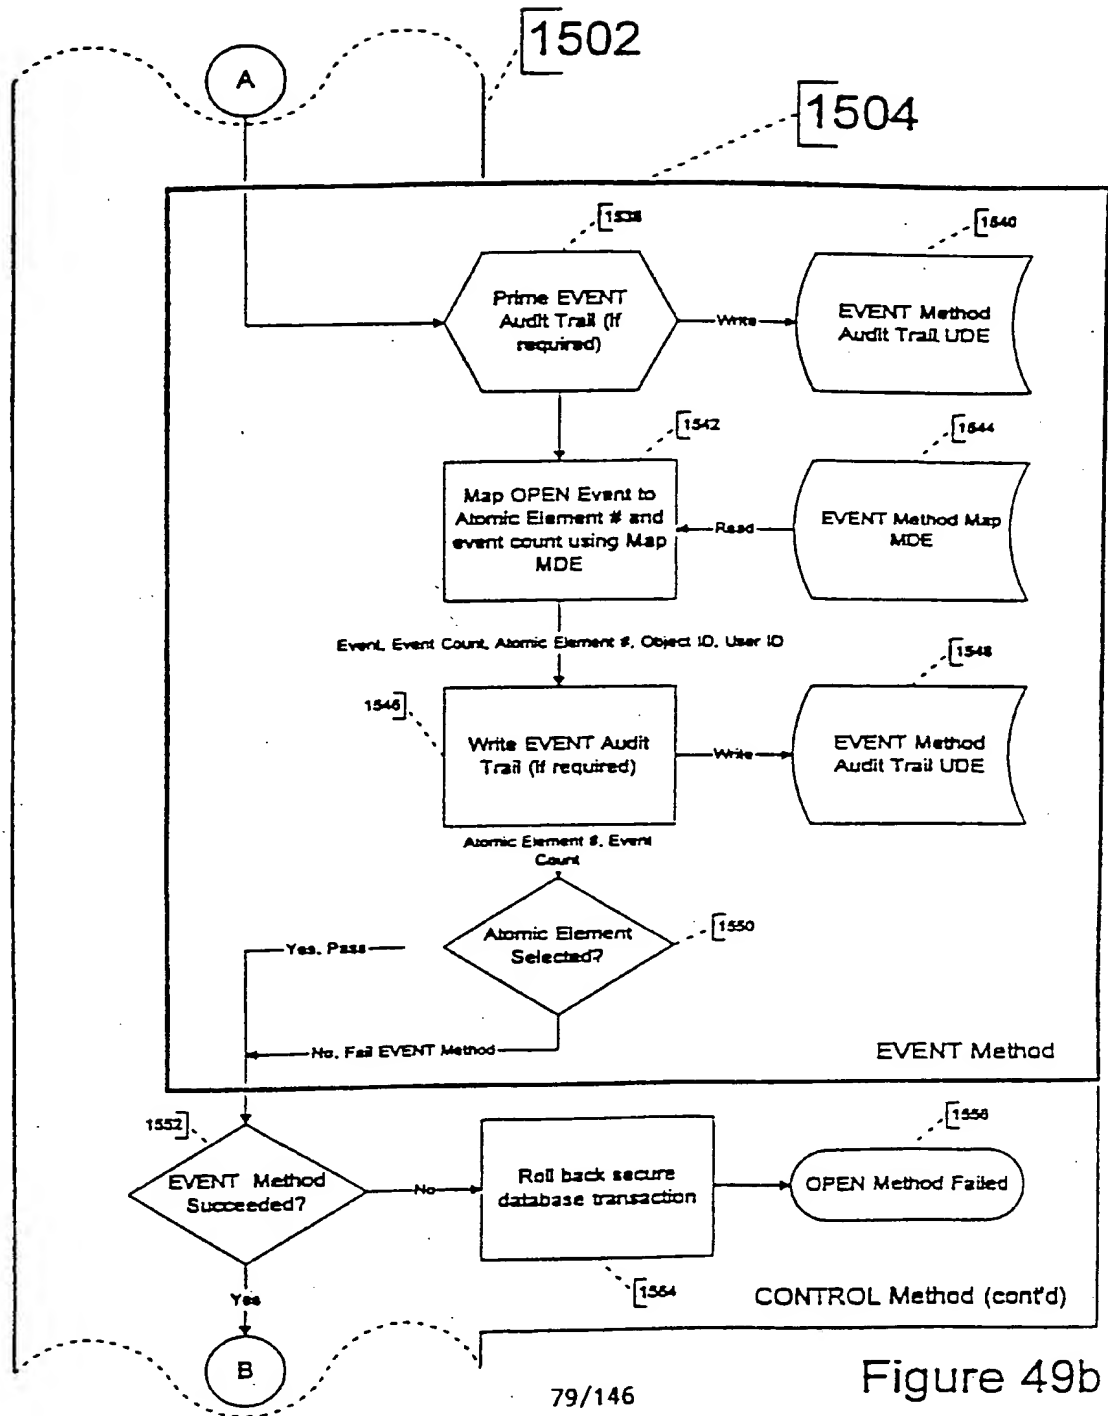 1502
A
1504
1538
1540
Prime EVENT
Audit Trail (if
required)
Write
EVENT Method
Audit Trail UDE
1542
1544
Map OPEN Event to
Atomic Element # and
event count using Map
MDE
Read
EVENT Method Map
MDE
Event, Event Count, Atomic Element #, Object ID, User ID
1546
1548
Write EVENT Audit
Trail (if required)
Write
EVENT Method
Audit Trail UDE
Atomic Element #, Event
Count
1550
Atomic Element
Selected?
Yes, Pass
No, Fail EVENT Method
EVENT Method
1552
1556
EVENT Method
Succeeded?
No
Roll back secure
database transaction
OPEN Method Failed
1554
Yes
CONTROL Method (cont'd)
B
Figure 49b
79/146